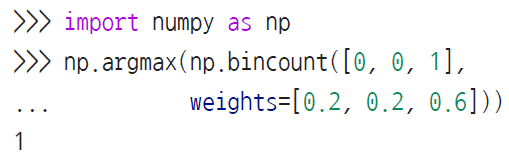 >>> import numpy as np
>>> np.argmax(np.bincount([0, 0, 1],
...           weights=[0.2, 0.2, 0.6]))
1